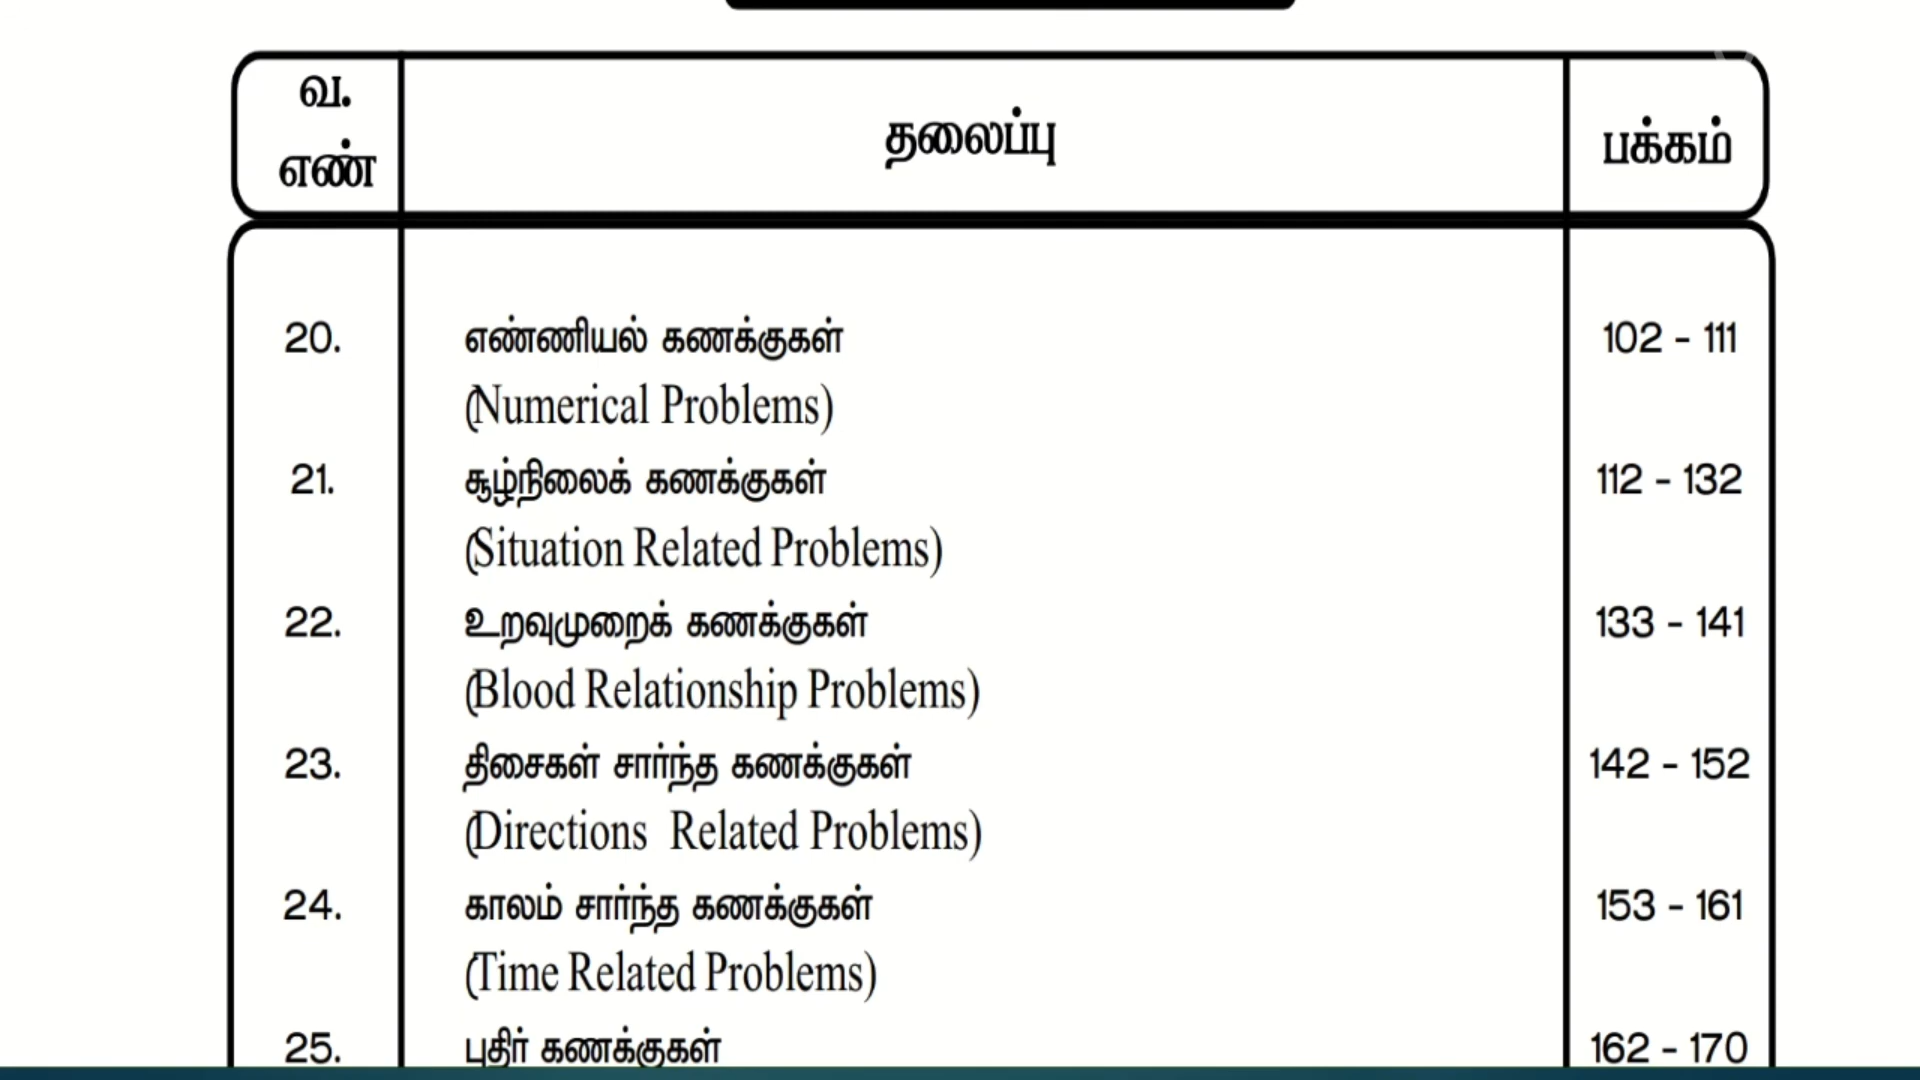 வ.
எண்
தலைப்பு
பக்கம்
20. எண்ணியல் கணக்குகள் 102 - 111
(Numerical Problems)
21. சூழ்நிலைக் கணக்குகள் 112 - 132
(Situation Related Problems)
22. உறவுமுறைக் கணக்குகள் 133 - 141
(Blood Relationship Problems)
23. திசைகள் சார்ந்த கணக்குகள் 142 - 152
(Directions Related Problems)
24. காலம் சார்ந்த கணக்குகள் 153 - 161
(Time Related Problems)
25. புதிர் கணக்குகள் 162 - 170